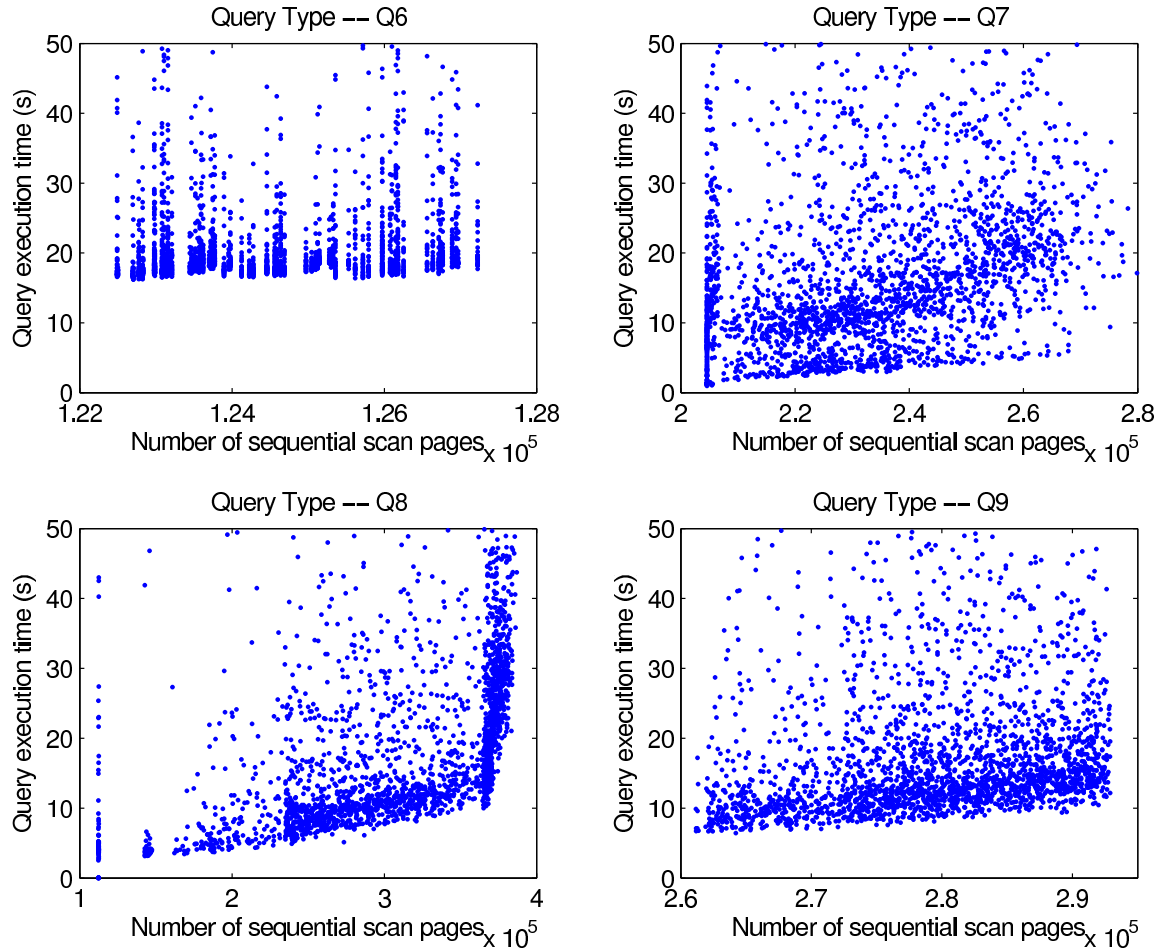 Query Type -- Q6
Query execution time (s)
50
40
30
20
10
0
1.22
1.24
1.26
1.28
Number of sequential scan pages
x 10^5
Query Type -- Q7
Query execution time (s)
50
40
30
20
10
0
2
2.2
2.4
2.6
2.8
Number of sequential scan pages
x 10^5
Query Type -- Q8
Query execution time (s)
50
40
30
20
10
0
1
2
3
4
Number of sequential scan pages
x 10^5
Query Type -- Q9
Query execution time (s)
50
40
30
20
10
0
2.6
2.7
2.8
2.9
Number of sequential scan pages
x 10^5